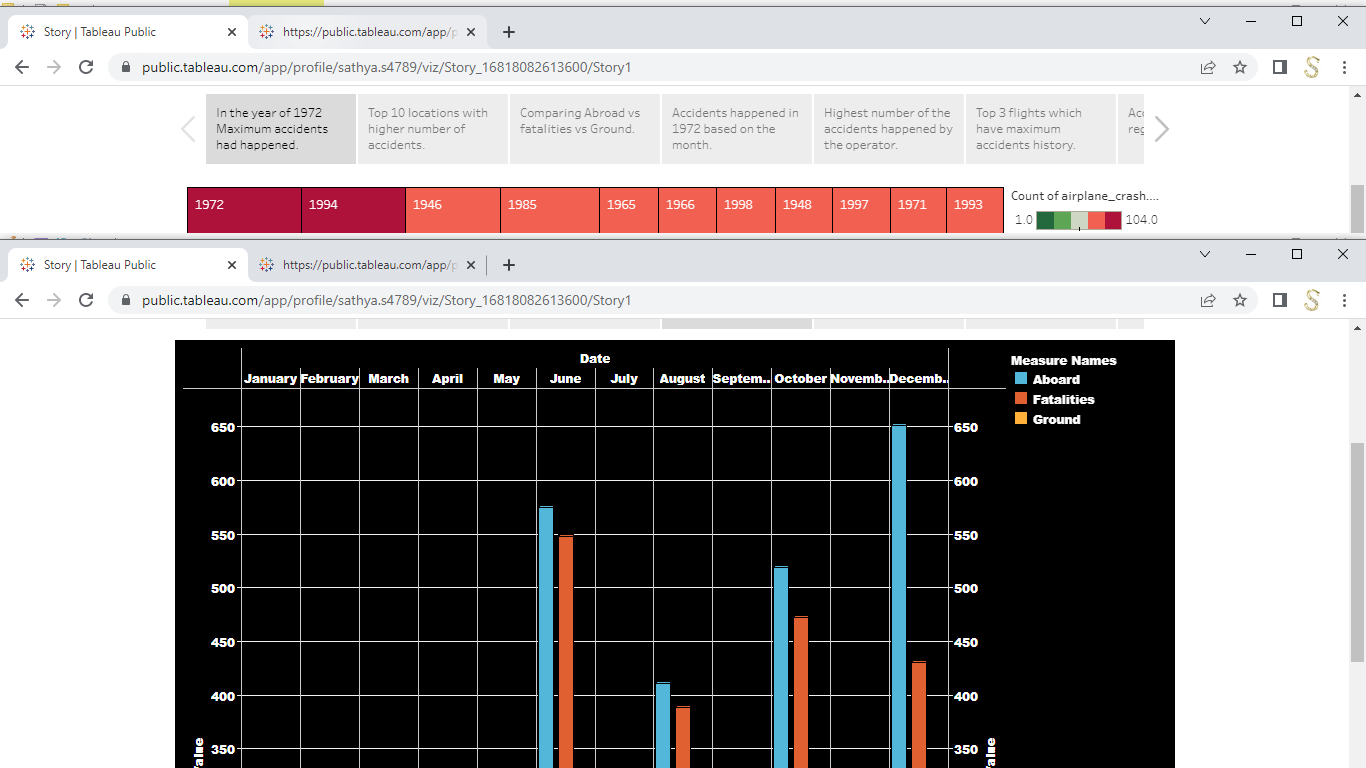 Story | Tableau Public
https://public.tableau.com/app/p
public.tableau.com/app/profile/sathya.s4789/viz/Story_16818082613600/Story1
In the year of 1972
Maximum accidents
had happened.
Top 10 locations with
higher number of
accidents.
Comparing Abroad vs
fatalities vs Ground.
Accidents happened in
1972 based on the
month.
Highest number of the
accidents happened by
the operator.
Top 3 flights which
have maximum
accidents history.
Acc
reg
1972 1994 1946 1985 1965 1966 1998 1948 1997 1971 1993
Count of airplane_crash....
1.0 104.0
Story | Tableau Public
https://public.tableau.com/app/p
public.tableau.com/app/profile/sathya.s4789/viz/Story_16818082613600/Story1
Date
January February March April May June July August Septem.. October Novemb.. Decemb..
Measure Names
Aboard
Fatalities
Ground
650 650
600 600
550 550
500 500
450 450
400 400
350 350